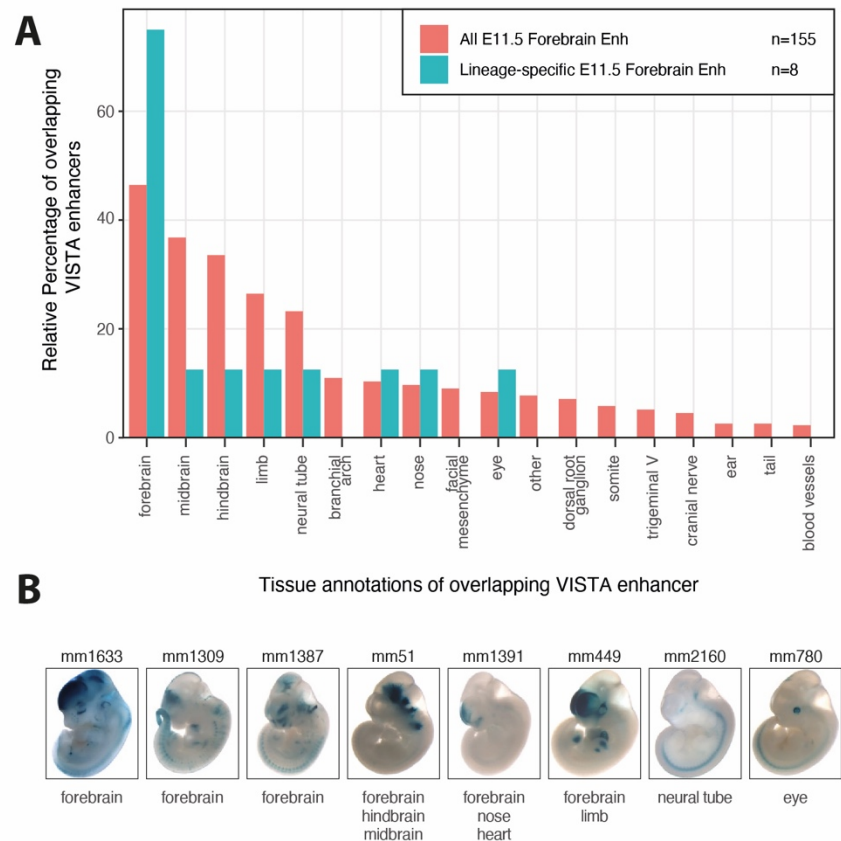 A
All E11.5 Forebrain Enh n=155
Lineage-specific E11.5 Forebrain Enh n=8
Relative Percentage of overlapping
VISTA enhancers
60
40
20
0
forebrain
midbrain
hindbrain
limb
neural tube
branchial
arch
heart
nose
facial
mesenchyme
eye
other
dorsal root
ganglion
somite
trigeminal V
cranial nerve
ear
tail
blood vessels
Tissue annotations of overlapping VISTA enhancer
B
mm1633 mm1309 mm1387 mm51 mm1391 mm449 mm2160 mm780
forebrain forebrain forebrain forebrain forebrain forebrain neural tube eye
hindbrain nose limb
midbrain heart